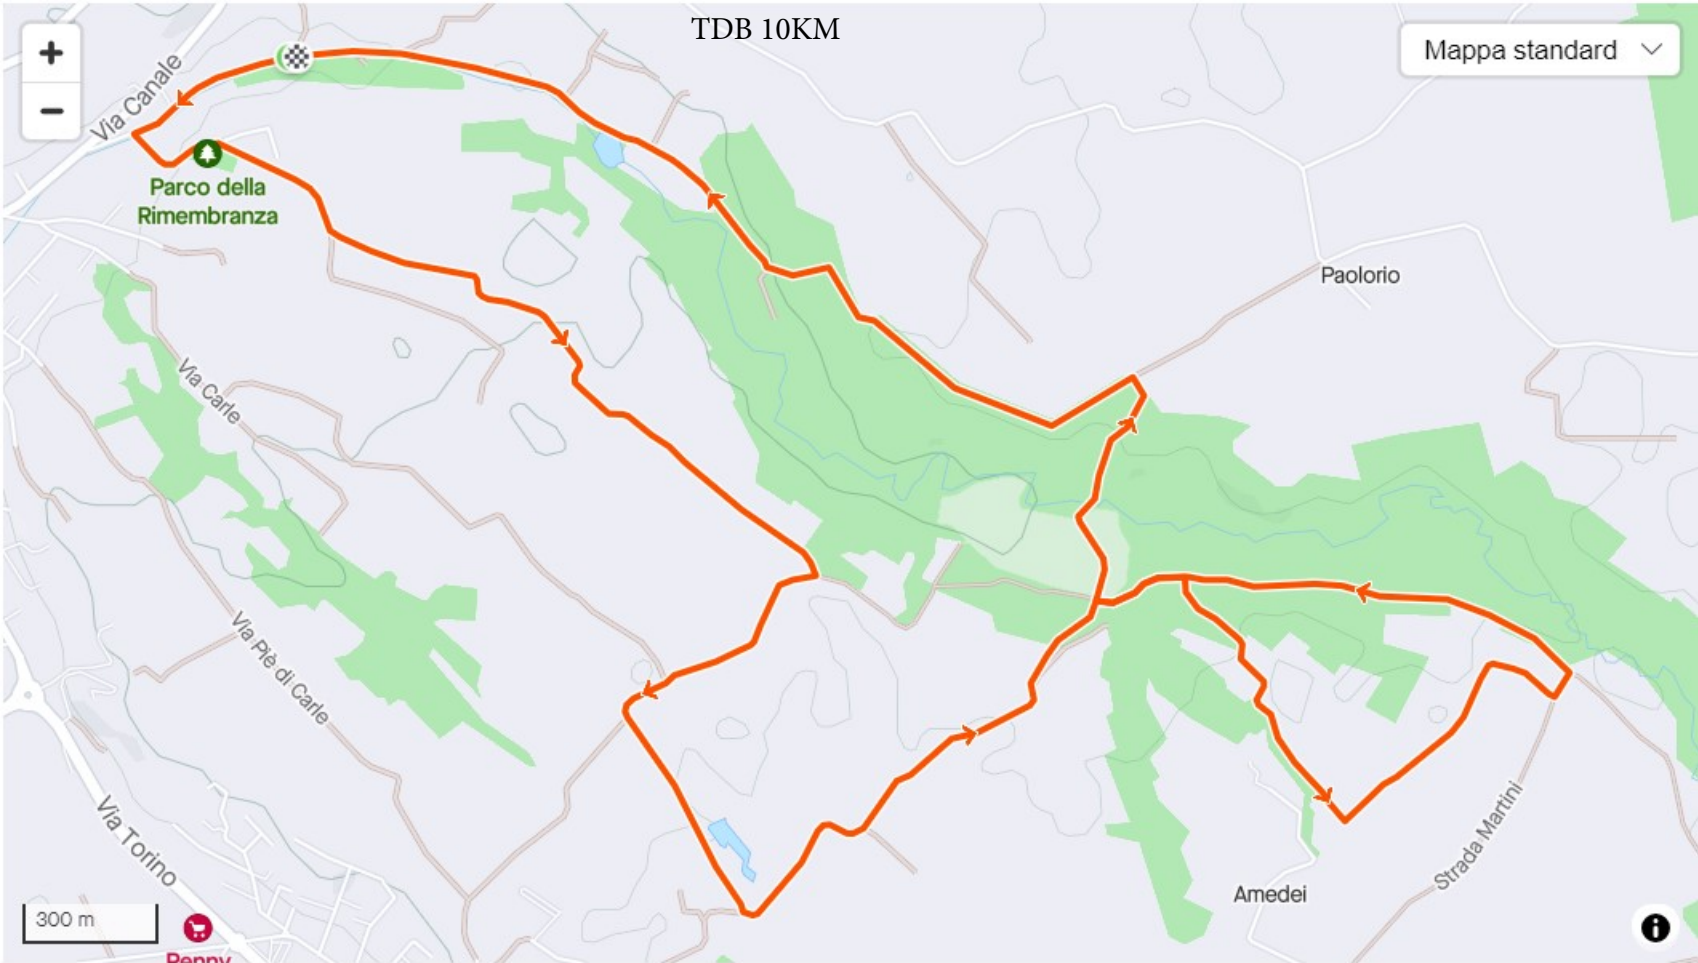 TDB 10KM
+
Mappa standard
−
Via Canale
Parco della
Rimembranza
Paolorio
Via Carle
Via Piè di Carle
Via Torino
Strada Martini
Amedei
300 m
i
Penny